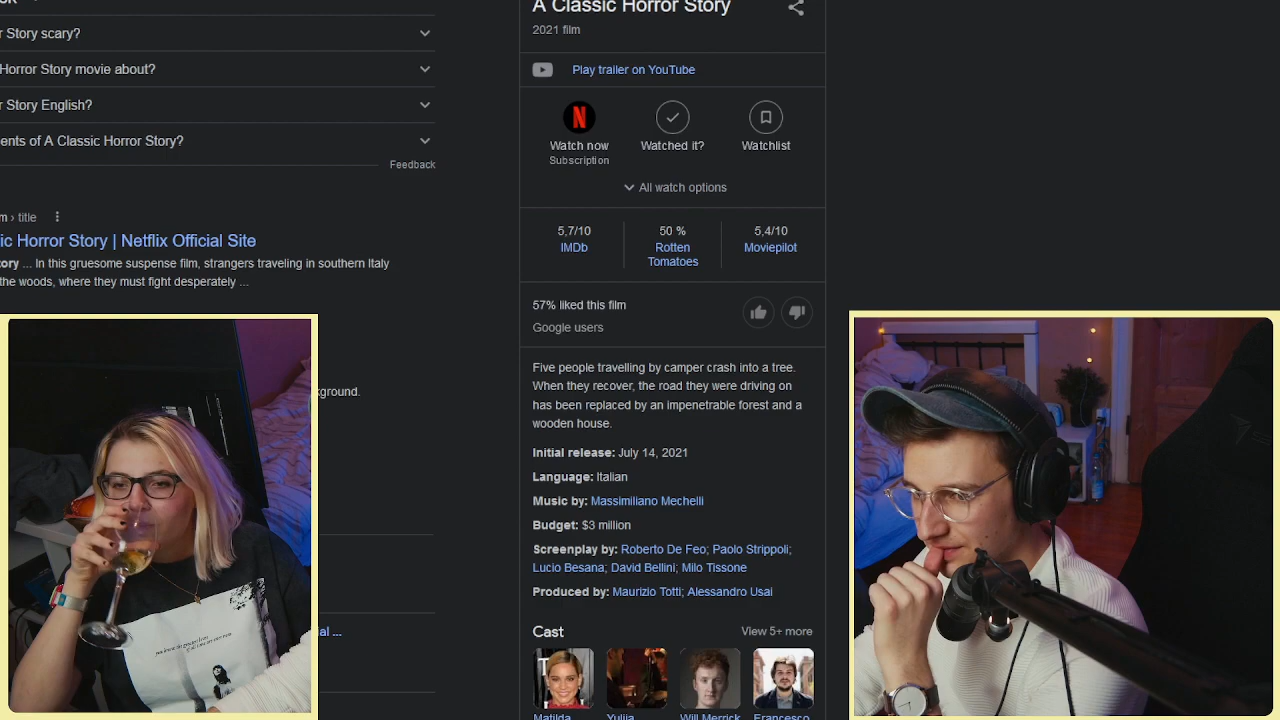 r Story scary?
Horror Story movie about?
r Story English?
ents of A Classic Horror Story?
Feedback
m › title
ic Horror Story | Netflix Official Site
ory ... In this gruesome suspense film, strangers traveling in southern Italy
the woods, where they must fight desperately ...
kground.
ial ...
A Classic Horror Story
2021 film
Play trailer on YouTube
N
Watch now
Subscription
Watched it?
Watchlist
All watch options
5,7/10
IMDb
50 %
Rotten
Tomatoes
5,4/10
Moviepilot
57% liked this film
Google users
Five people travelling by camper crash into a tree.
When they recover, the road they were driving on
has been replaced by an impenetrable forest and a
wooden house.
Initial release: July 14, 2021
Language: Italian
Music by: Massimiliano Mechelli
Budget: $3 million
Screenplay by: Roberto De Feo; Paolo Strippoli;
Lucio Besana; David Bellini; Milo Tissone
Produced by: Maurizio Totti; Alessandro Usai
Cast
View 5+ more
Matilda
Yuliia
Will Merrick
Francesco